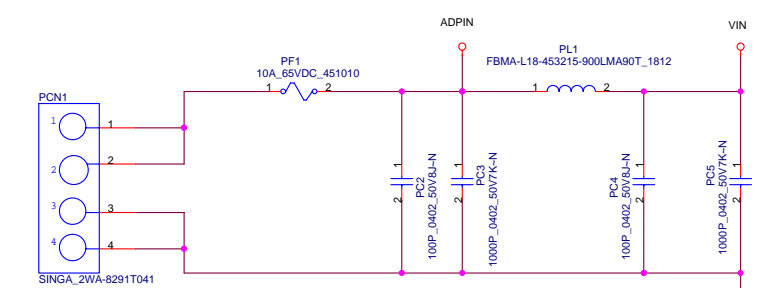 ADPIN
VIN
PF1
10A_65VDC_451010
PL1
FBMA-L18-453215-900LMA90T_1812
1
2
1
2
PCN1
1
1
2
2
3
3
4
4
SINGA_2WA-8291T041
1
2
PC2
100P_0402_50V8J~N
1
2
PC3
1000P_0402_50V7K~N
1
2
PC4
100P_0402_50V8J~N
1
2
PC5
1000P_0402_50V7K~N